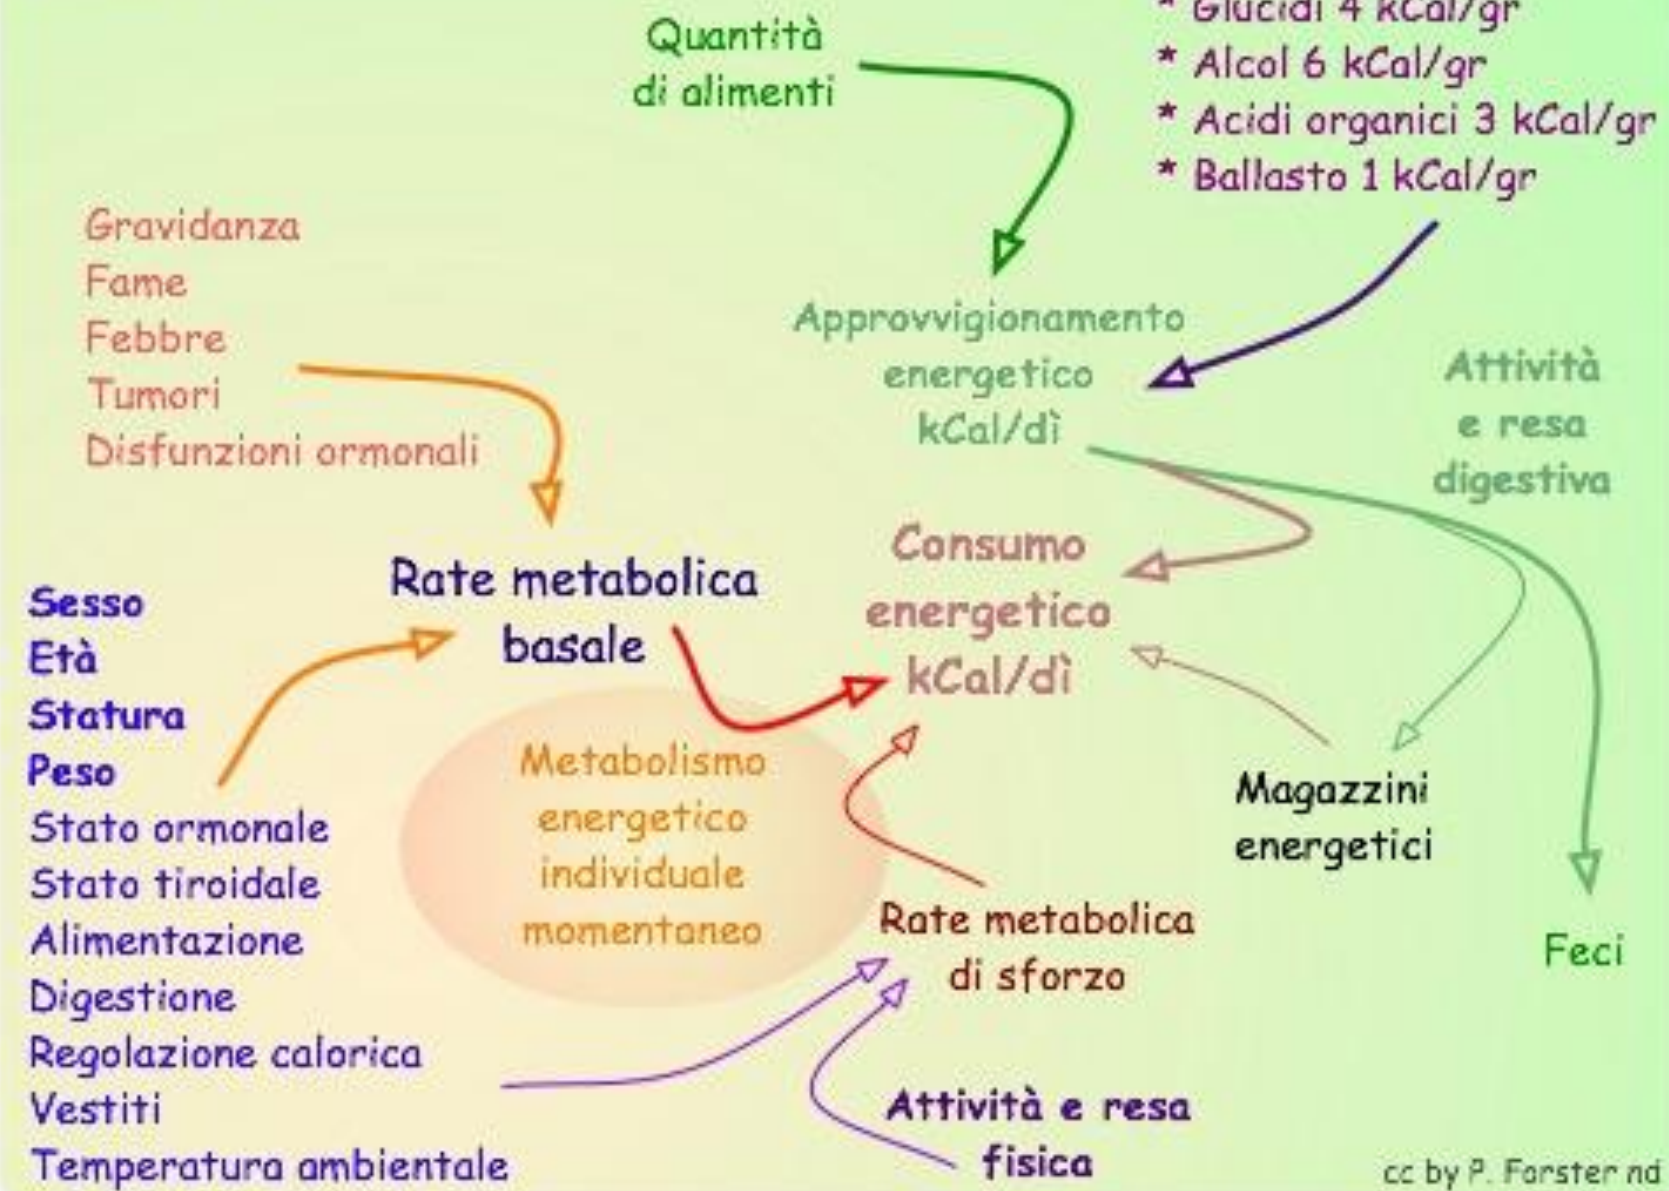 * Glucidi 4 kCal/gr
* Alcol 6 kCal/gr
* Acidi organici 3 kCal/gr
* Ballasto 1 kCal/gr
Quantità
di alimenti
Gravidanza
Fame
Febbre
Tumori
Disfunzioni ormonali
Approvvigionamento
energetico
kCal/dì
Attività
e resa
digestiva
Consumo
energetico
kCal/dì
Rate metabolica
basale
Sesso
Età
Statura
Peso
Stato ormonale
Stato tiroidale
Alimentazione
Digestione
Regolazione calorica
Vestiti
Temperatura ambientale
Metabolismo
energetico
individuale
momentaneo
Magazzini
energetici
Rate metabolica
di sforzo
Feci
Attività e resa
fisica
cc by P. Forster nd